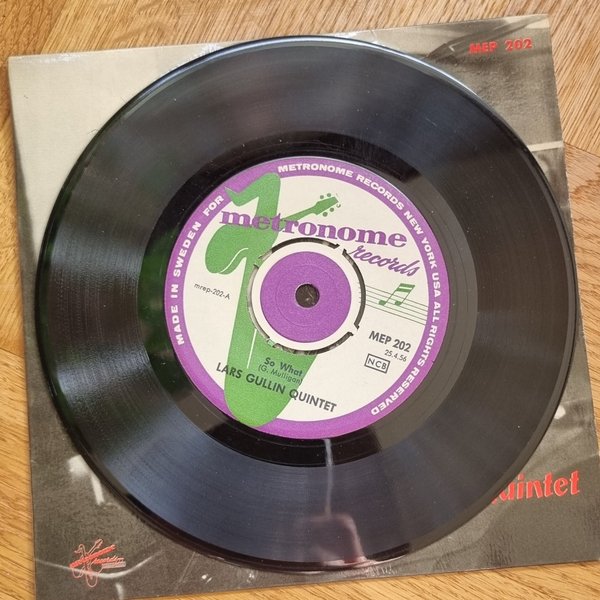 MEP 202
MADE IN SWEDEN FOR METRONOME RECORDS NEW YORK USA ALL RIGHTS RESERVED
metronome
records
mrep-202-A
MEP 202
25.4.56
NCB
So What
(G. Mulligan)
LARS GULLIN QUINTET
uintet